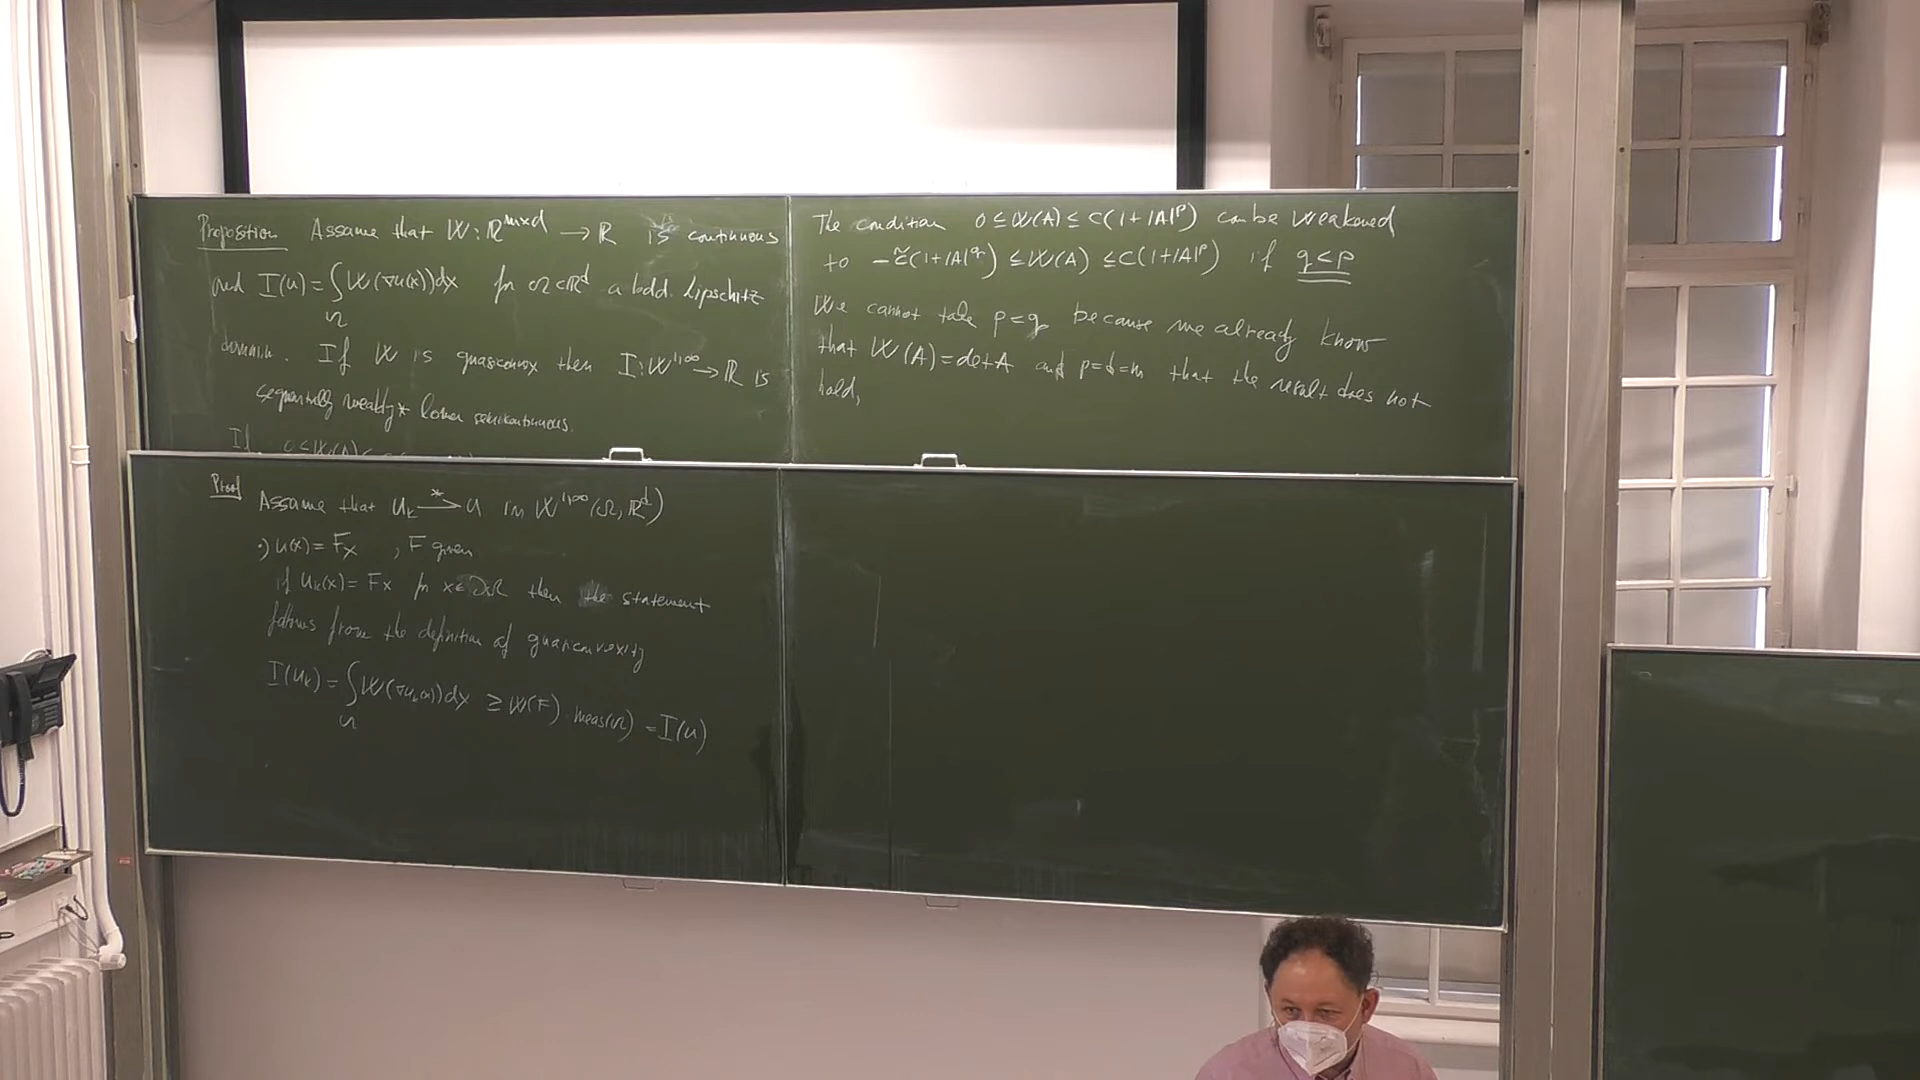 Proposition Assume that W: ℝ^{m×d} → ℝ is continuous
and I(u) = ∫_Ω W(∇u(x))dx for Ω⊂ℝ^d a bdd. Lipschitz
domain. If W is quasiconvex then I: W^{1,∞} → ℝ is
sequentially weakly* lower semicontinuous.
If 0 ≤ W(A) ≤
The condition 0 ≤ W(A) ≤ C(1+|A|^p) can be weakened
to -C̃(1+|A|^q) ≤ W(A) ≤ C(1+|A|^p) if q<p
We cannot take p=q because we already know
that W(A)=det A and p=d=m that the result does not
hold,
Proof Assume that u_k ⇀* u in W^{1,∞}(Ω, ℝ^d)
·) u(x) = Fx , F given
if u_k(x) = Fx for x∈∂Ω then the statement
follows from the definition of quasiconvexity
I(u_k) = ∫_Ω W(∇u_k(x))dx ≥ W(F) · meas(Ω) = I(u)